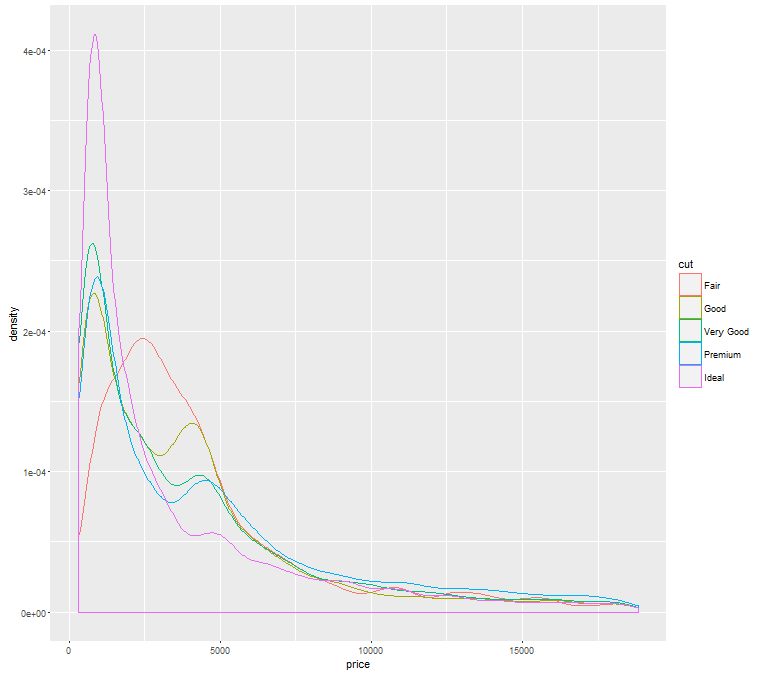 4e-04
3e-04
2e-04
1e-04
0e+00
density
0
5000
10000
15000
price
cut
Fair
Good
Very Good
Premium
Ideal